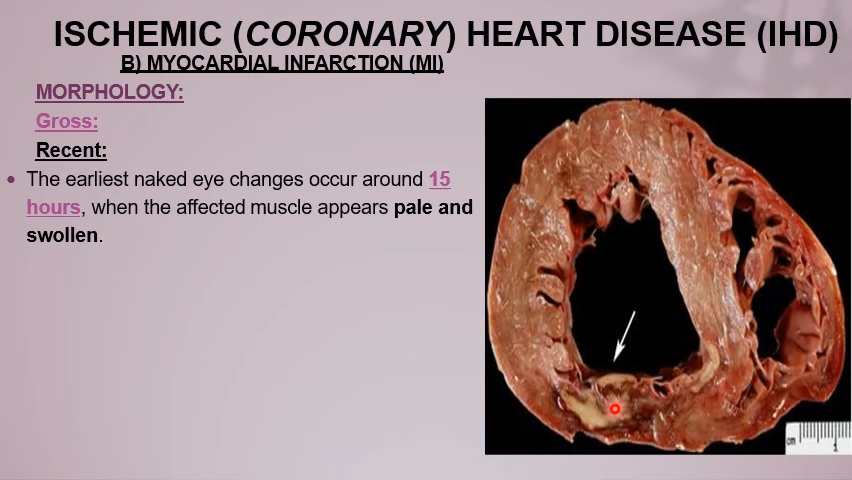 ISCHEMIC (CORONARY) HEART DISEASE (IHD)
B) MYOCARDIAL INFARCTION (MI)
MORPHOLOGY:
Gross:
Recent:
• The earliest naked eye changes occur around 15
hours, when the affected muscle appears pale and
swollen.
cm 1